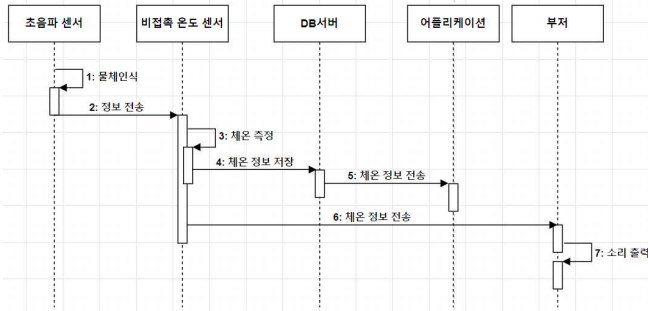 초음파 센서
비접촉 온도 센서
DB서버
어플리케이션
부저
1: 물체인식
2: 정보 전송
3: 체온 측정
4: 체온 정보 저장
5: 체온 정보 전송
6: 체온 정보 전송
7: 소리 출력